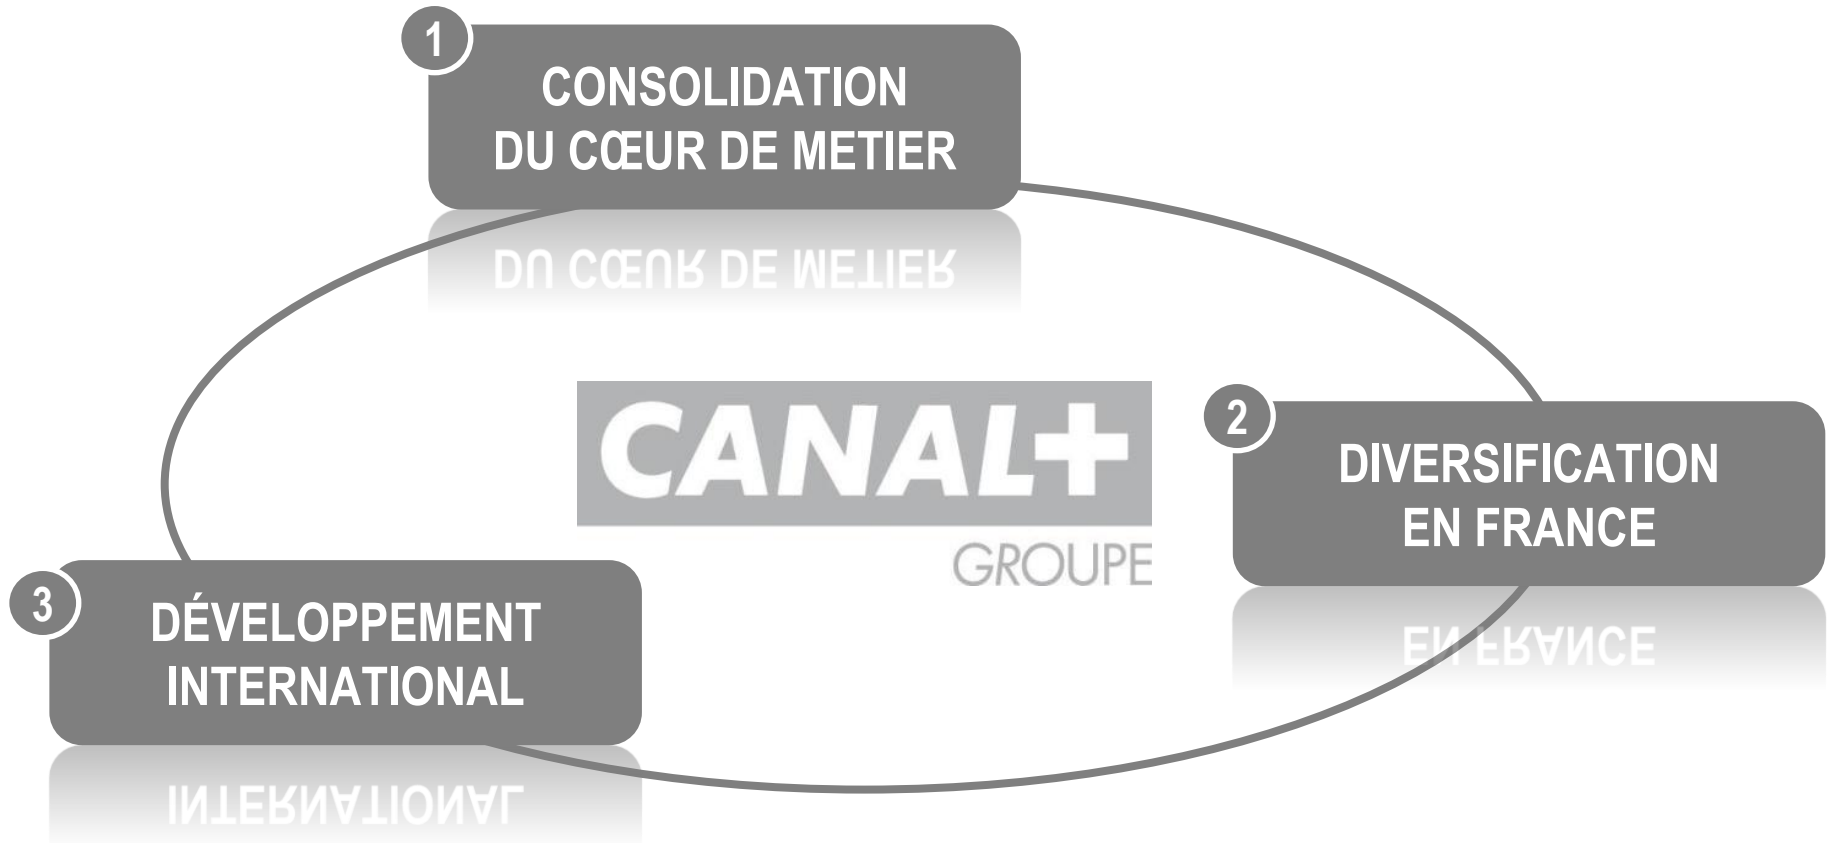 1
CONSOLIDATION
DU CŒUR DE METIER
CANAL+
GROUPE
2
DIVERSIFICATION
EN FRANCE
3
DÉVELOPPEMENT
INTERNATIONAL